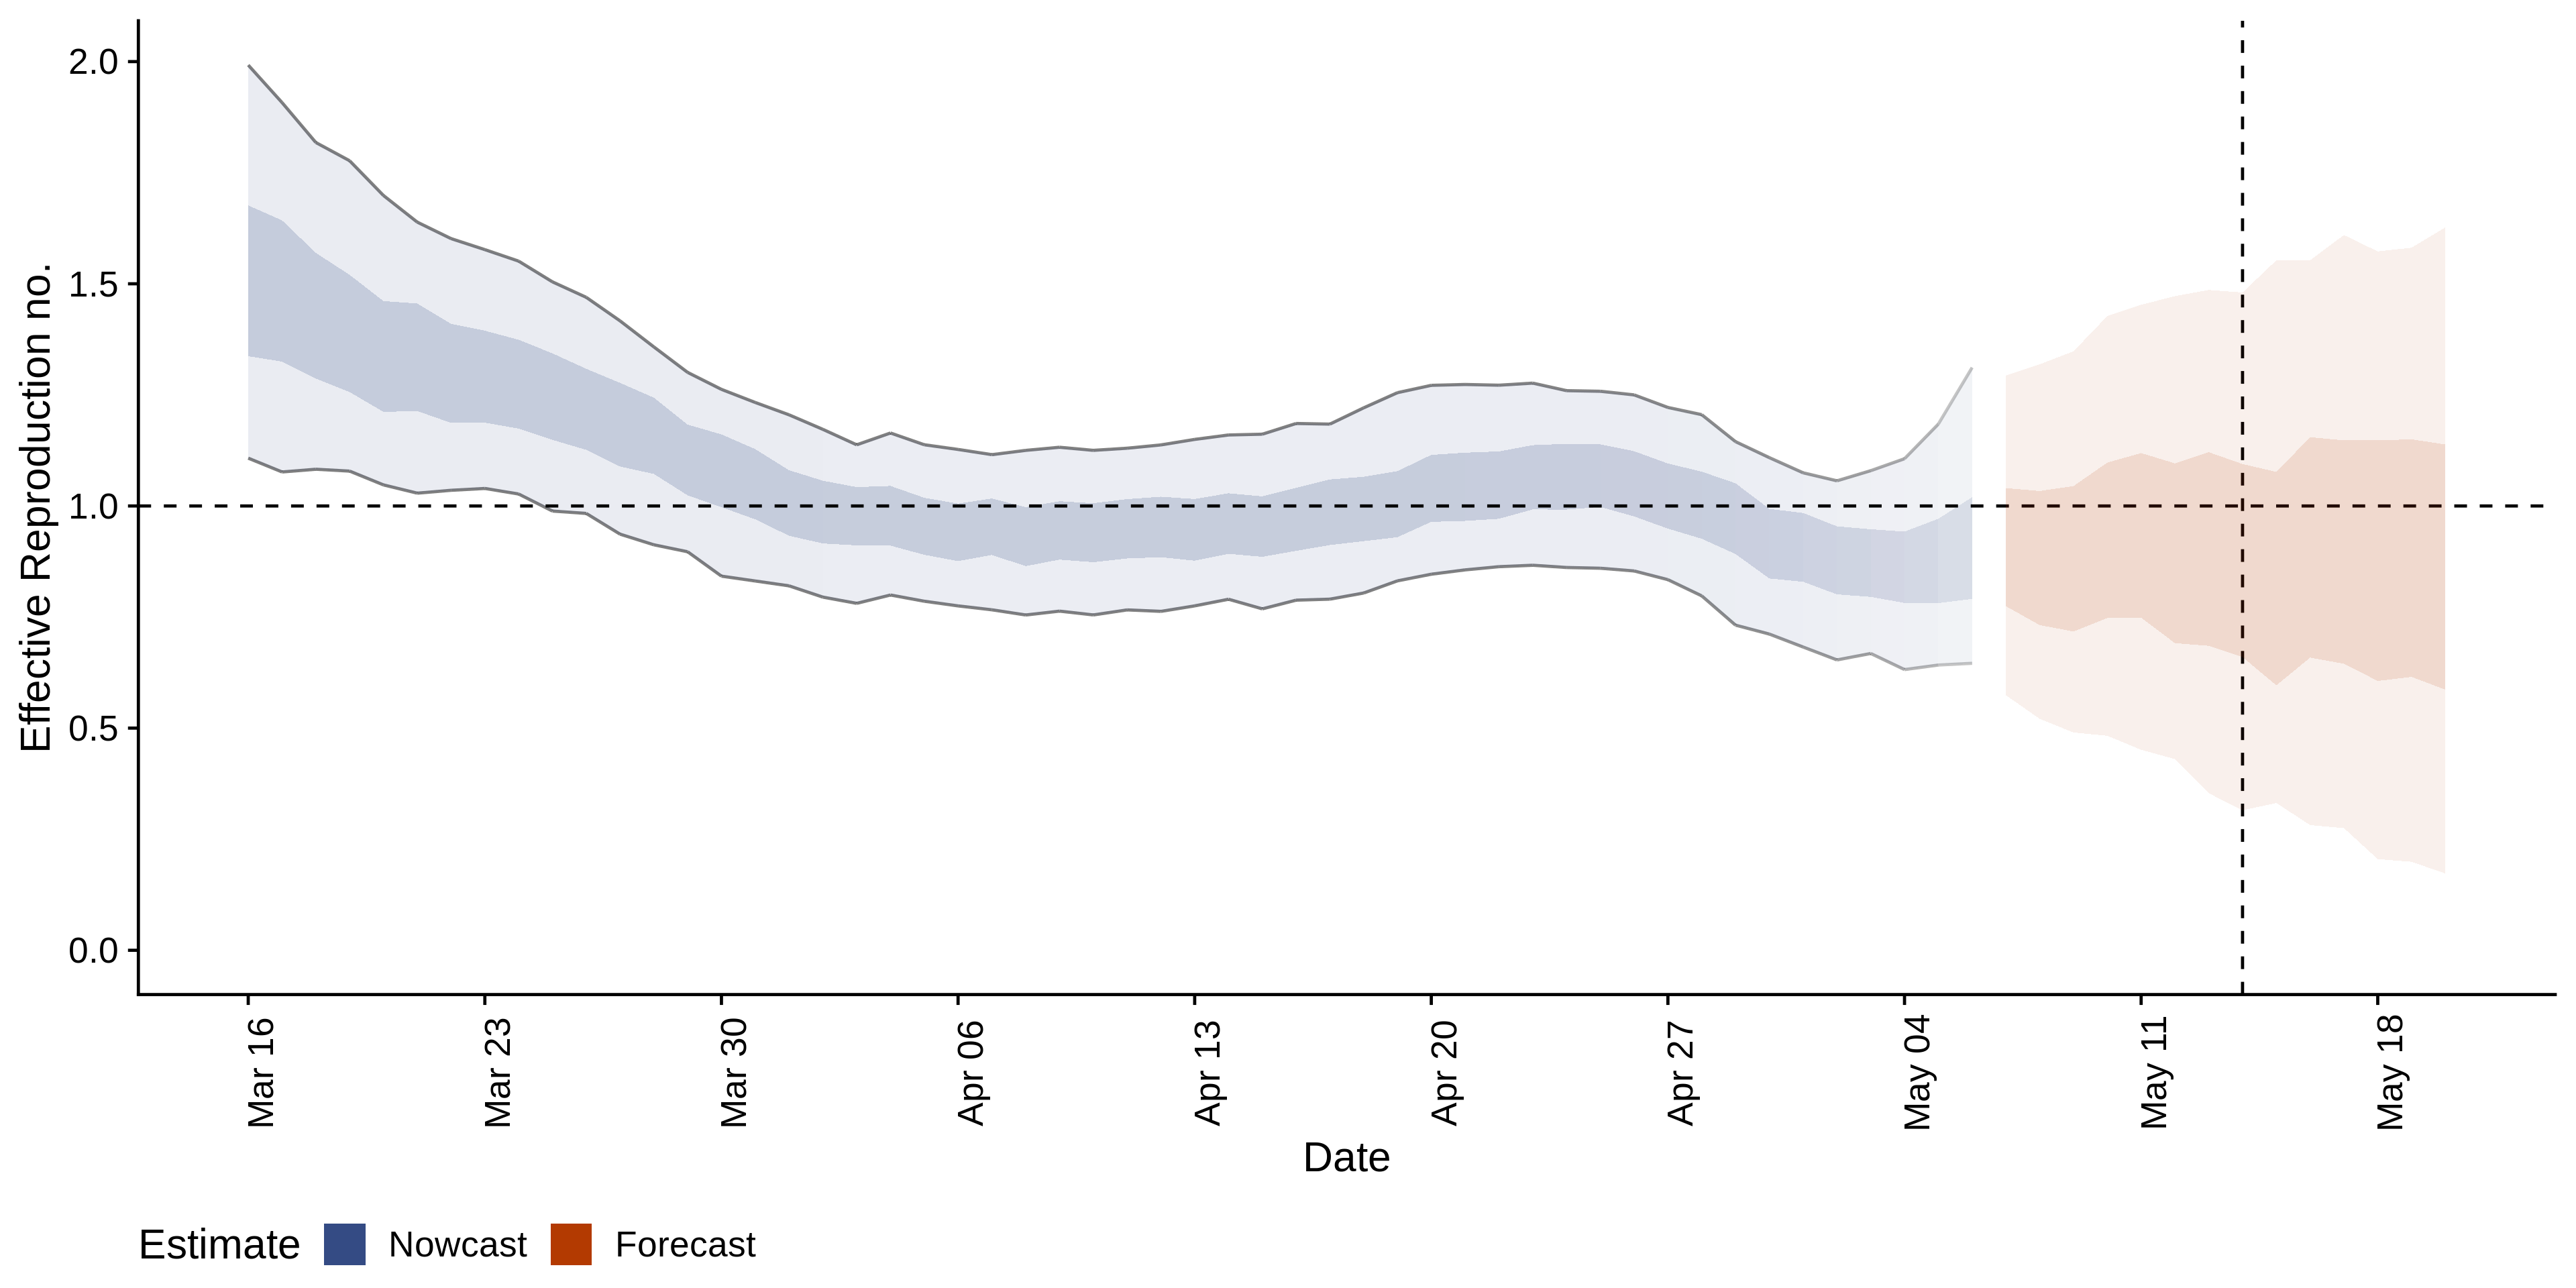 Effective Reproduction no.
2.0
1.5
1.0
0.5
0.0
Mar 16
Mar 23
Mar 30
Apr 06
Apr 13
Apr 20
Apr 27
May 04
May 11
May 18
Date
Estimate Nowcast Forecast